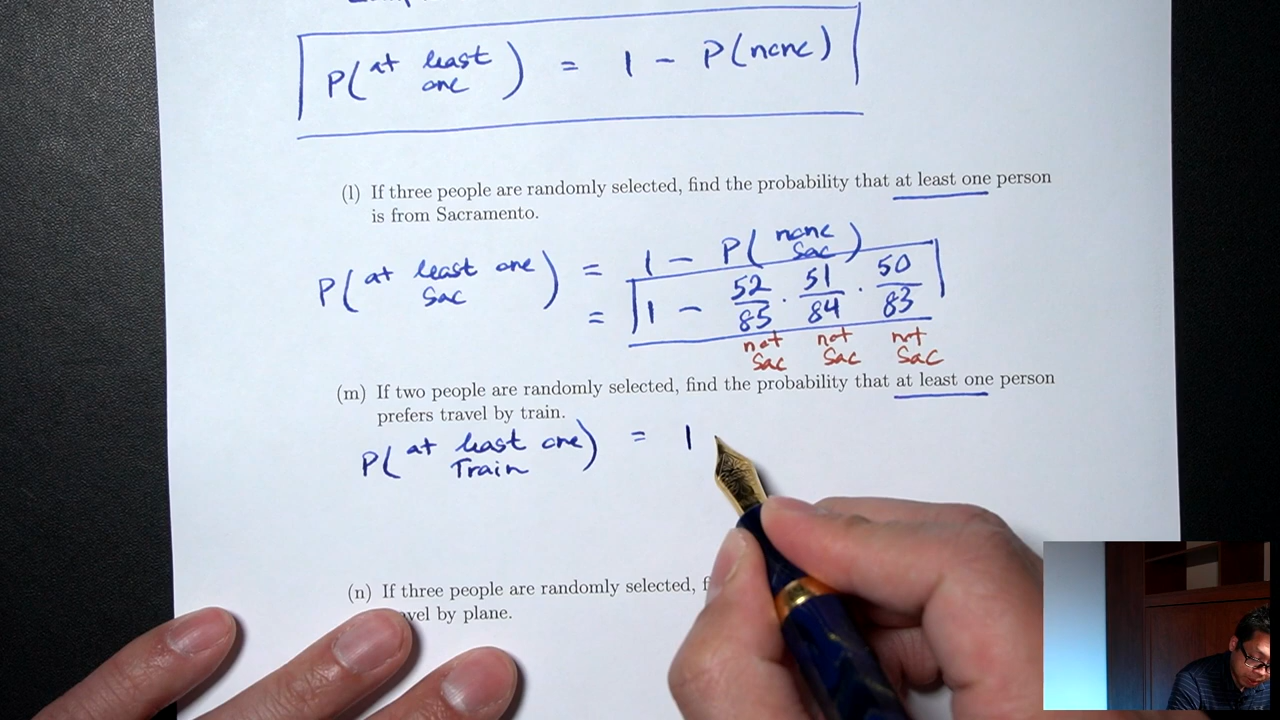 P(at least one) = 1 - P(none)
(l) If three people are randomly selected, find the probability that at least one person
is from Sacramento.
P(at least one Sac) = 1 - P(none Sac)
= 1 - 52/85 · 51/84 · 50/83
not Sac not Sac not Sac
(m) If two people are randomly selected, find the probability that at least one person
prefers travel by train.
P(at least one Train) = 1
(n) If three people are randomly selected, f
vel by plane.